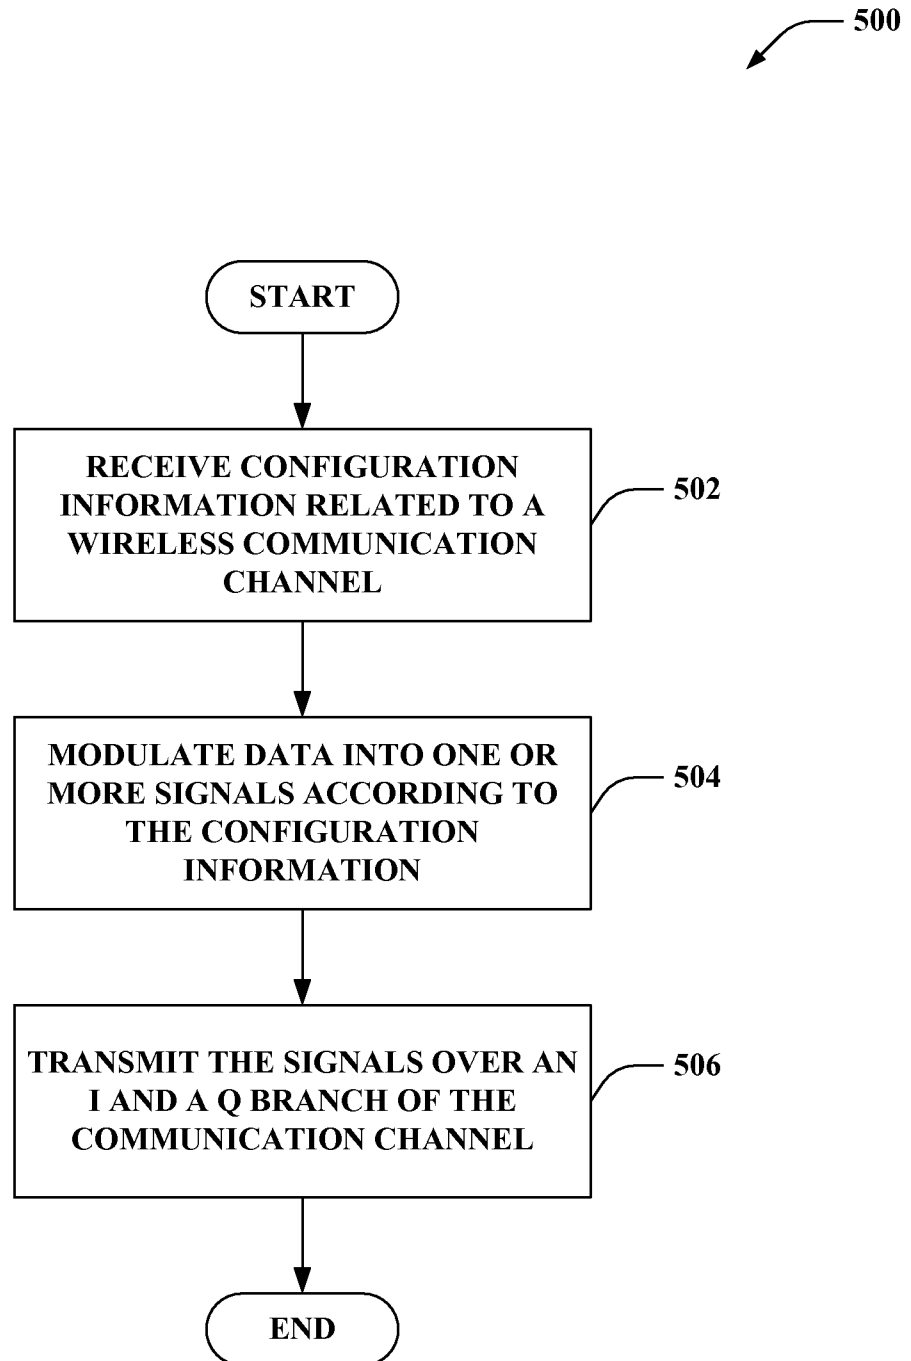 500
START
RECEIVE CONFIGURATION
INFORMATION RELATED TO A
WIRELESS COMMUNICATION
CHANNEL
502
MODULATE DATA INTO ONE OR
MORE SIGNALS ACCORDING TO
THE CONFIGURATION
INFORMATION
504
TRANSMIT THE SIGNALS OVER AN
I AND A Q BRANCH OF THE
COMMUNICATION CHANNEL
506
END